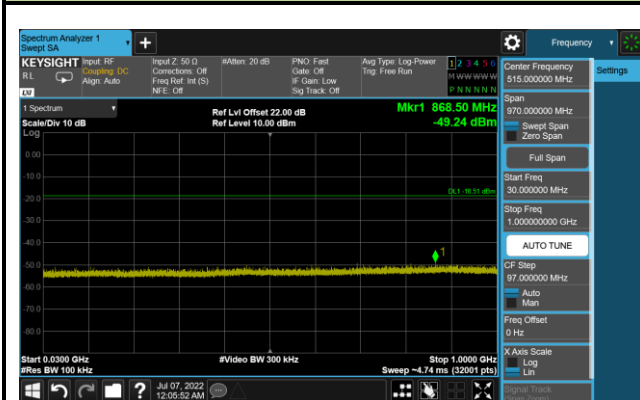 Spectrum Analyzer 1
Swept SA
Frequency
KEYSIGHT
RL
Input: RF
Coupling: DC
Align: Auto
Input Z: 50 Ω
Corrections: Off
Freq Ref: Int (S)
NFE: Off
#Atten: 20 dB
PNO: Fast
Gate: Off
IF Gain: Low
Sig Track: Off
Avg Type: Log-Power
Trig: Free Run
1 2 3 4 5 6
M W W W W W
P N N N N N
1 Spectrum
Scale/Div 10 dB
Log
Ref Lvl Offset 22.00 dB
Ref Level 10.00 dBm
Mkr1 868.50 MHz
-49.24 dBm
0.00
-10.0
-20.0
-30.0
-40.0
-50.0
-60.0
-70.0
-80.0
1
Start 0.0300 GHz
#Res BW 100 kHz
#Video BW 300 kHz
Stop 1.0000 GHz
Sweep ~4.74 ms (32001 pts)
?
Jul 07, 2022
12:05:52 AM
Center Frequency
515.000000 MHz
Settings
Span
970.000000 MHz
Swept Span
Zero Span
Full Span
Start Freq
30.000000 MHz
Stop Freq
1.000000000 GHz
AUTO TUNE
CF Step
97.000000 MHz
Auto
Man
Freq Offset
0 Hz
X Axis Scale
Log
Lin
Signal Track
(Span Zoom)